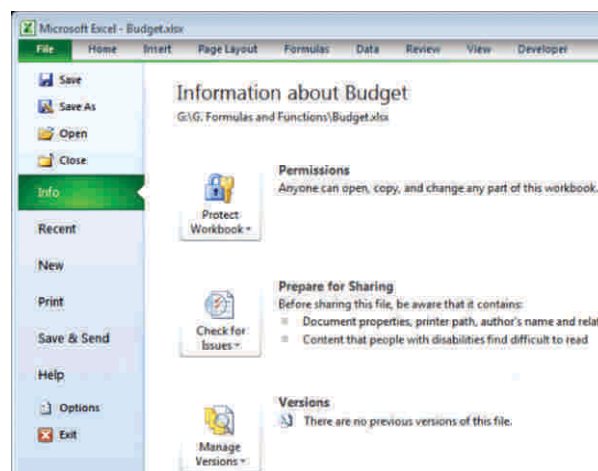 Microsoft Excel - Budget.xlsx
File Home Insert Page Layout Formulas Data Review View Developer
Save
Save As
Open
Close
Info
Recent
New
Print
Save & Send
Help
Options
Exit
Information about Budget
G:\G. Formulas and Functions\Budget.xlsx
Protect
Workbook
Permissions
Anyone can open, copy, and change any part of this workbook.
Check for
Issues
Prepare for Sharing
Before sharing this file, be aware that it contains:
Document properties, printer path, author's name and rela
Content that people with disabilities find difficult to read
Manage
Versions
Versions
There are no previous versions of this file.